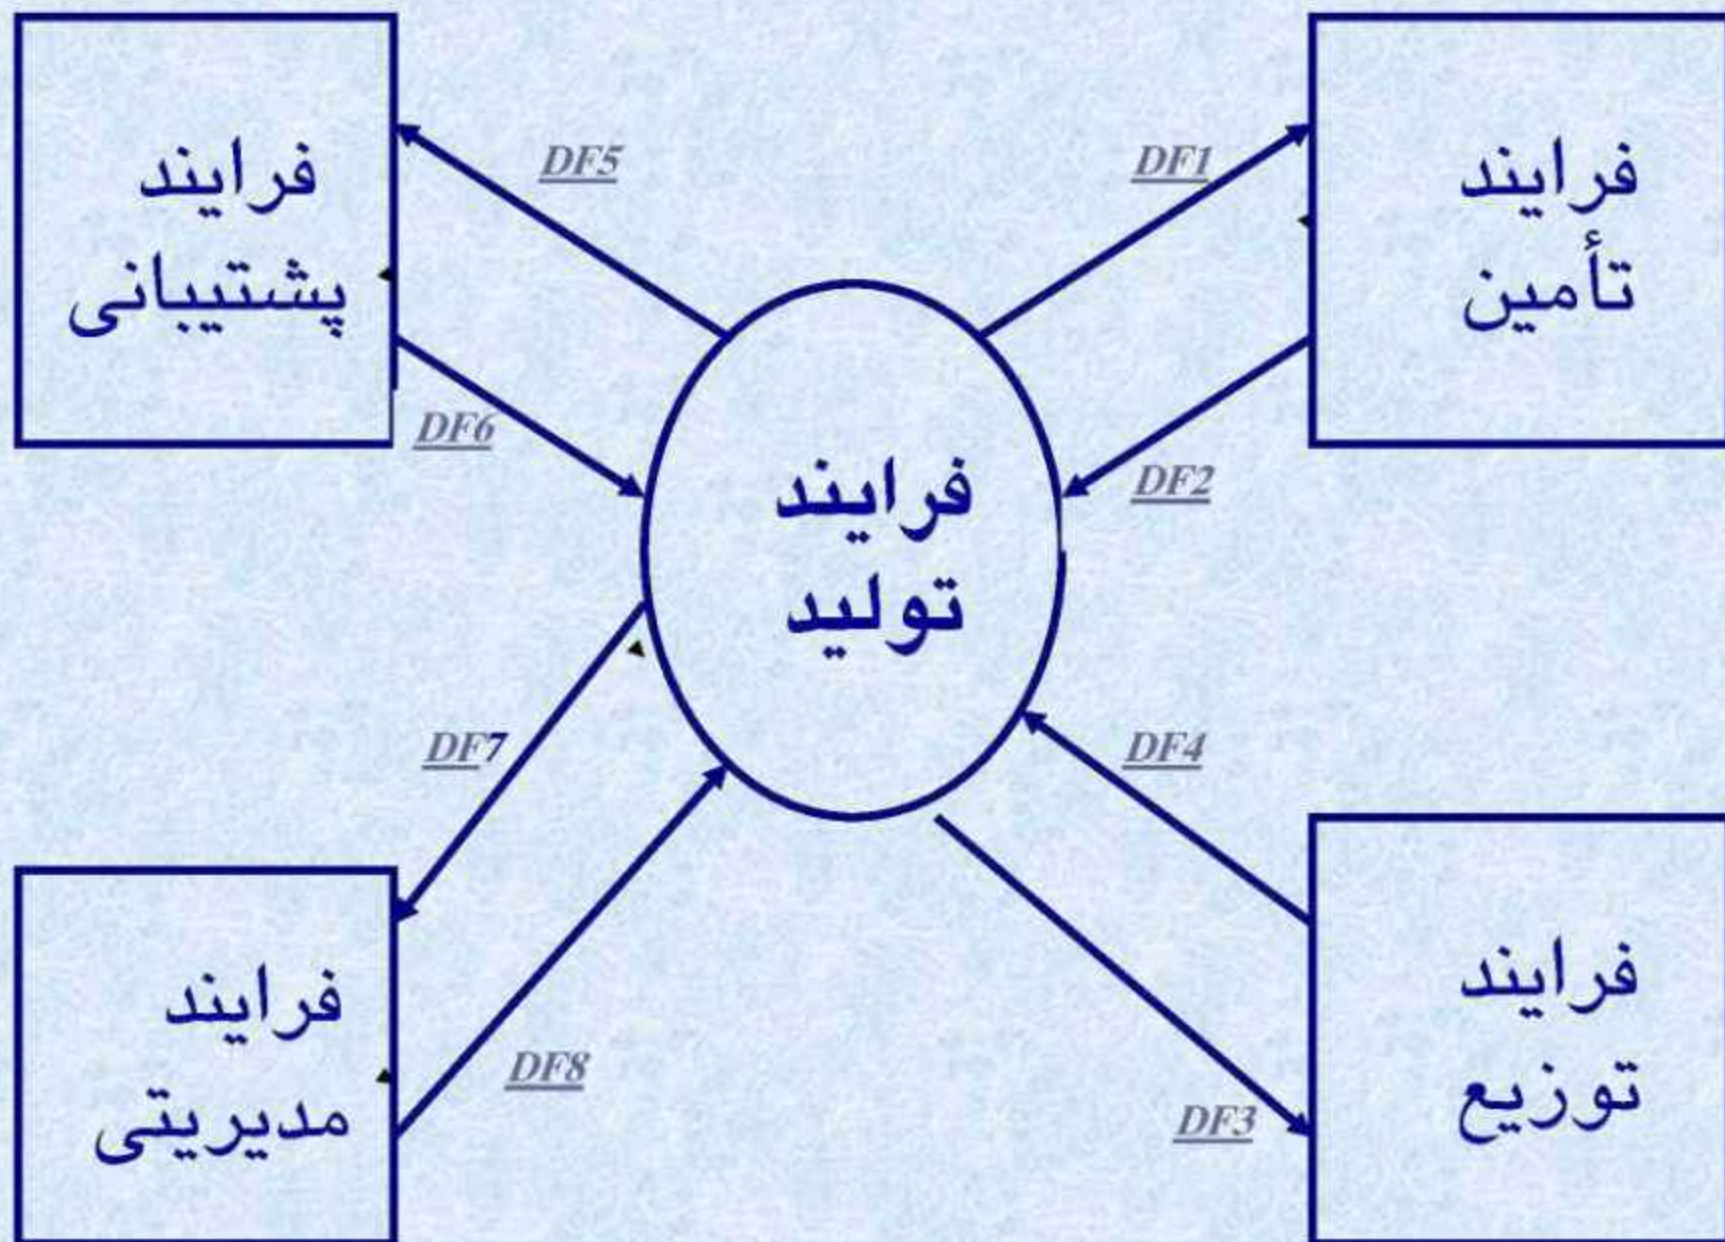 فرایند
تأمین
DF1
DF2
فرایند
پشتیبانی
DF5
DF6
فرایند
تولید
DF7
DF8
DF4
DF3
فرایند
مدیریتی
فرایند
توزیع